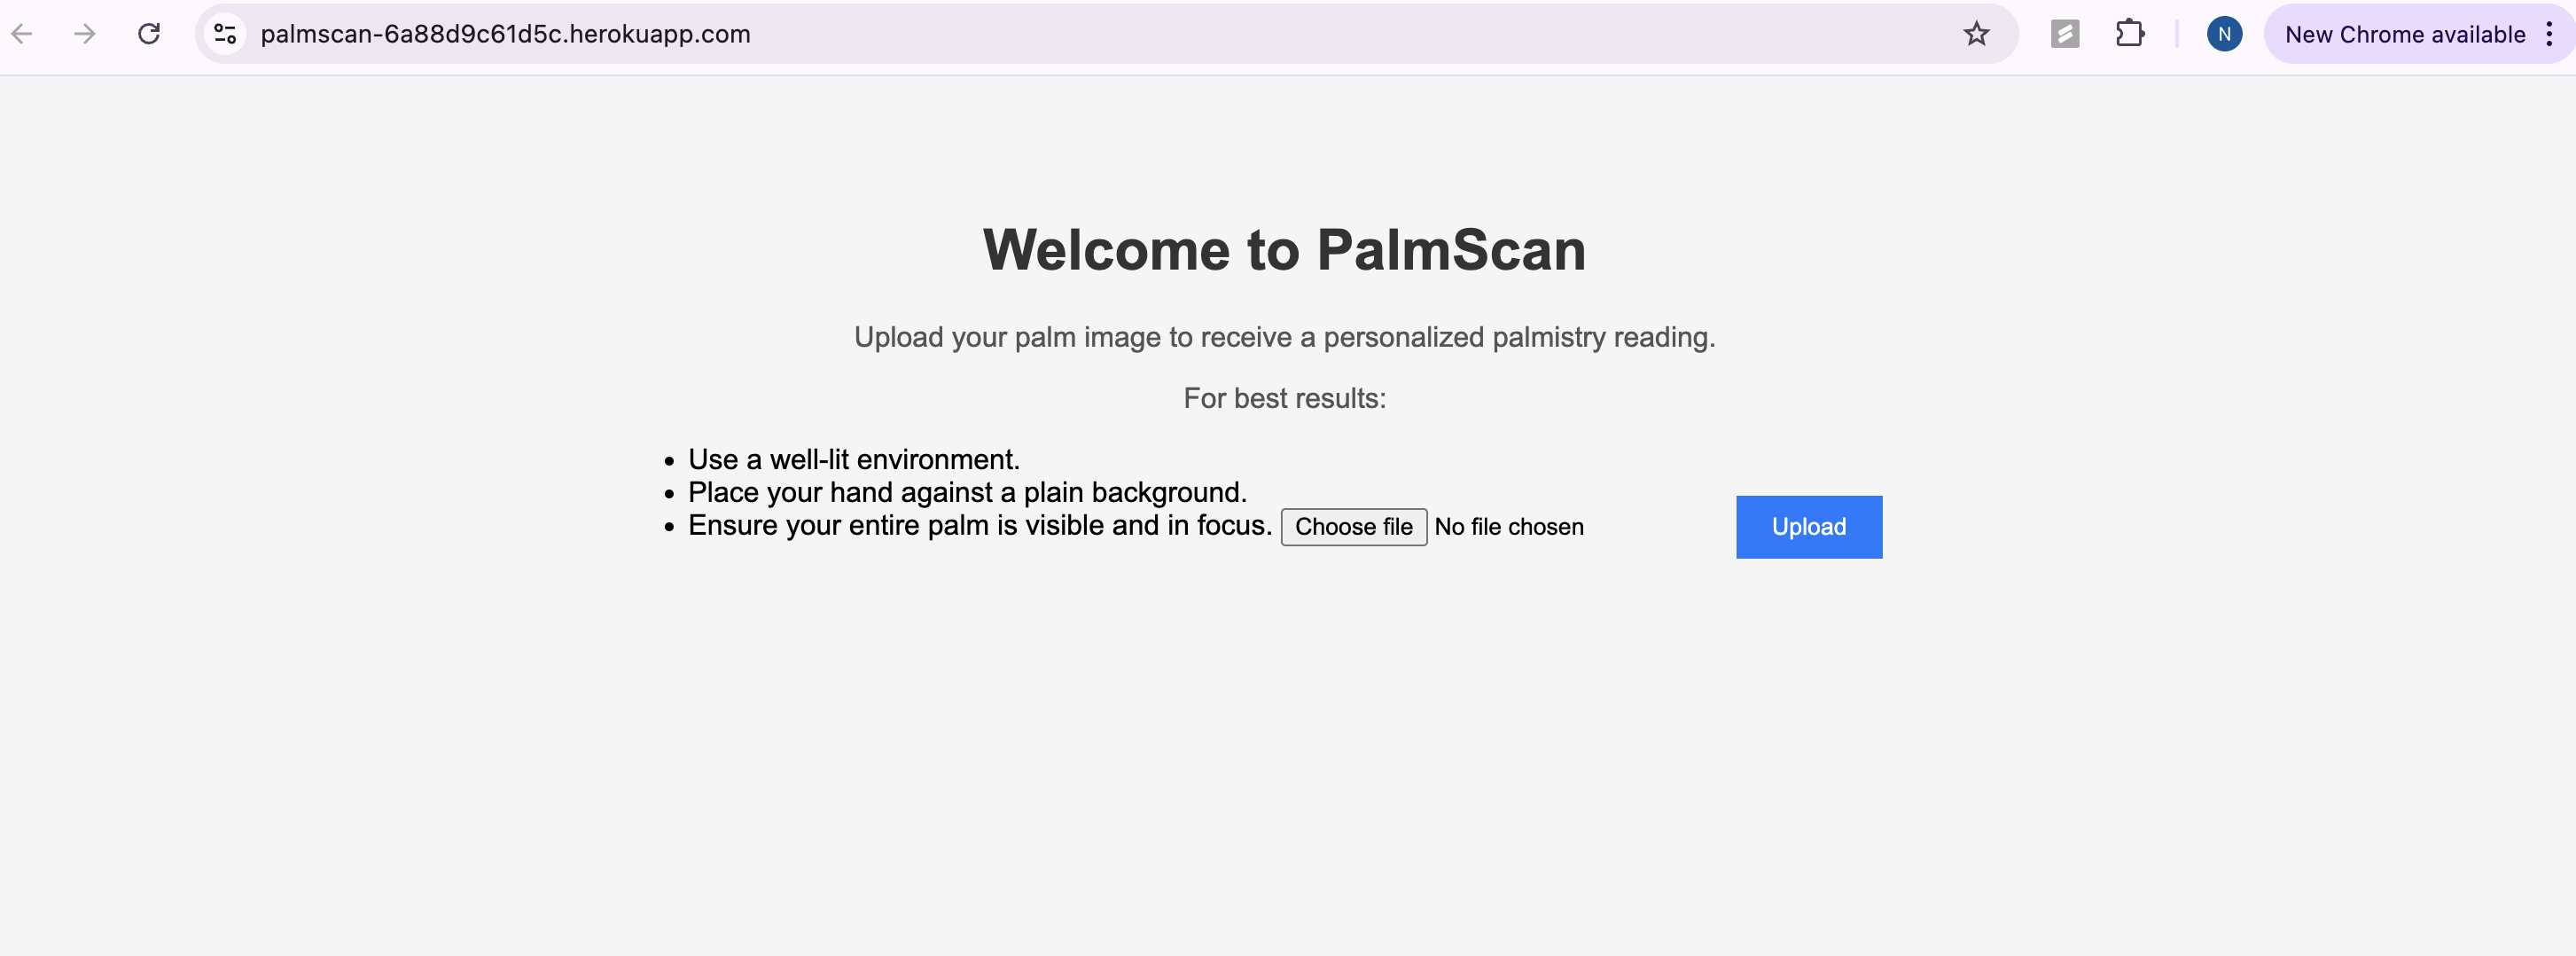 palmscan-6a88d9c61d5c.herokuapp.com
N
New Chrome available
Welcome to PalmScan
Upload your palm image to receive a personalized palmistry reading.
For best results:
• Use a well-lit environment.
• Place your hand against a plain background.
• Ensure your entire palm is visible and in focus. Choose file No file chosen Upload